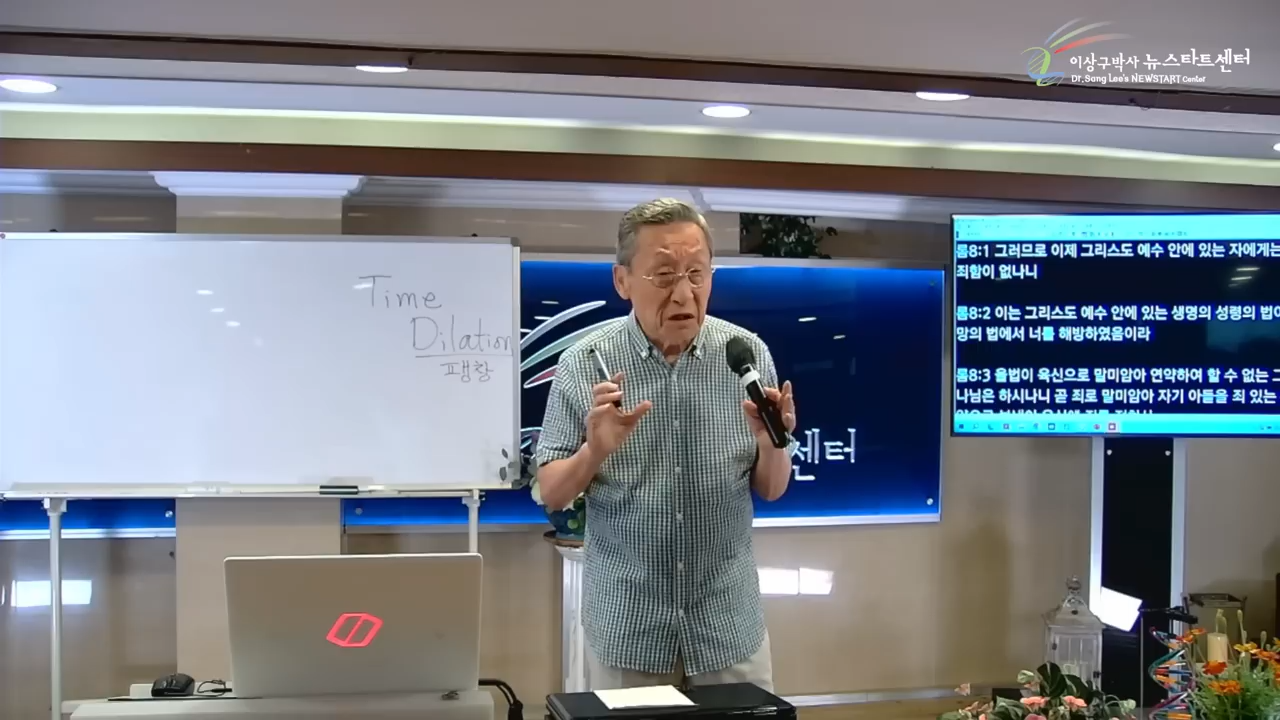 이상구박사 뉴스타트센터
Dr. Sang Lee's NEWSTART Center
Time
Dilation
팽창
센터
롬8:1 그러므로 이제 그리스도 예수 안에 있는 자에게는
죄함이 없나니
롬8:2 이는 그리스도 예수 안에 있는 생명의 성령의 법이
망의 법에서 너를 해방하였음이라
롬8:3 율법이 육신으로 말미암아 연약하여 할 수 없는 그
나님은 하시나니 곧 죄로 말미암아 자기 아들을 죄 있는